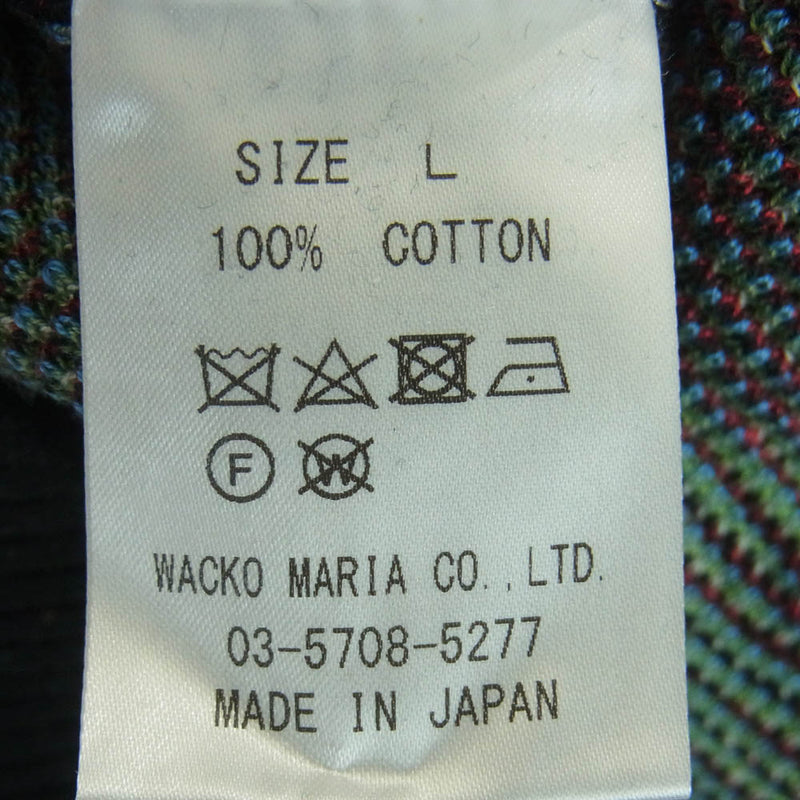 SIZE L
100% COTTON
F W
WACKO MARIA CO.,LTD.
03-5708-5277
MADE IN JAPAN